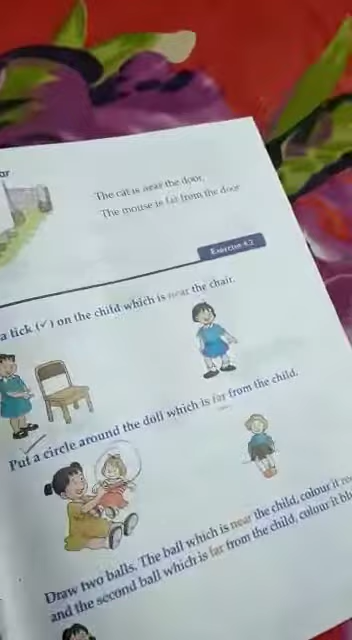 ar
The cat is near the door.
The mouse is far from the door
Exercise 4.2
a tick (✓) on the child which is near the chair.
Put a circle around the doll which is far from the child.
Draw two balls. The ball which is near the child, colour it
and the second ball which is far from the child, colour it